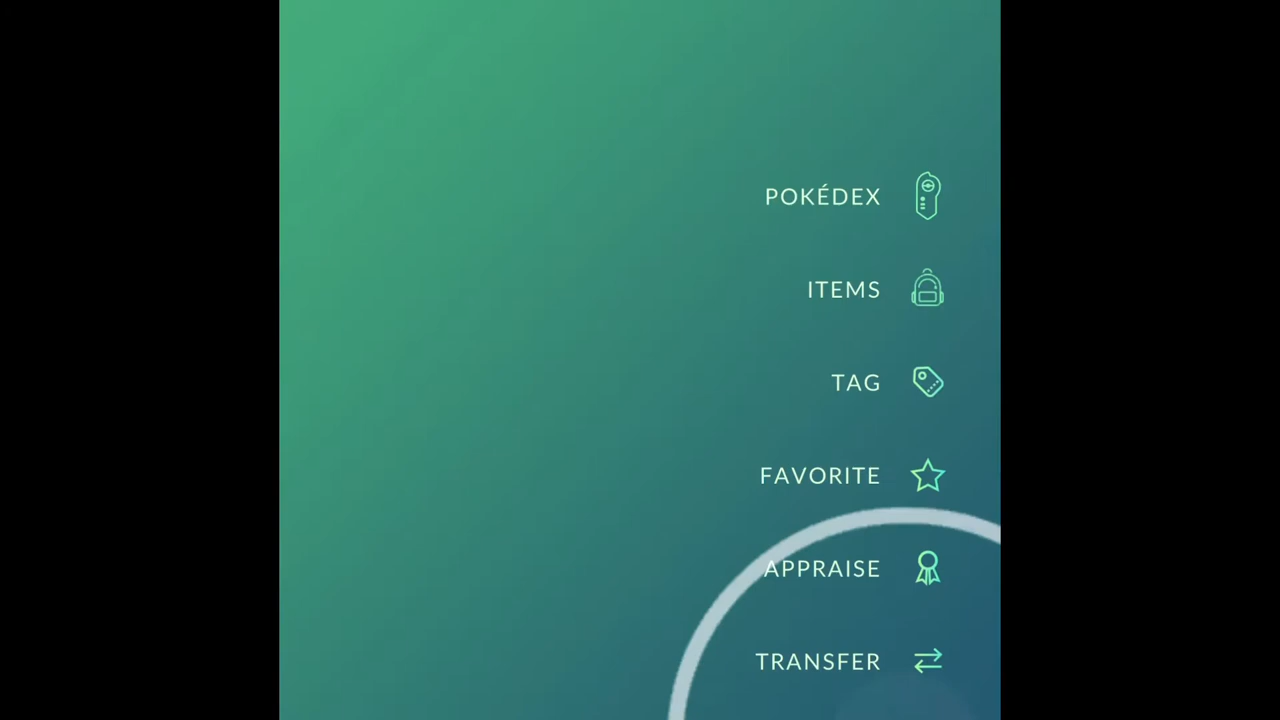 POKÉDEX
ITEMS
TAG
FAVORITE
APPRAISE
TRANSFER